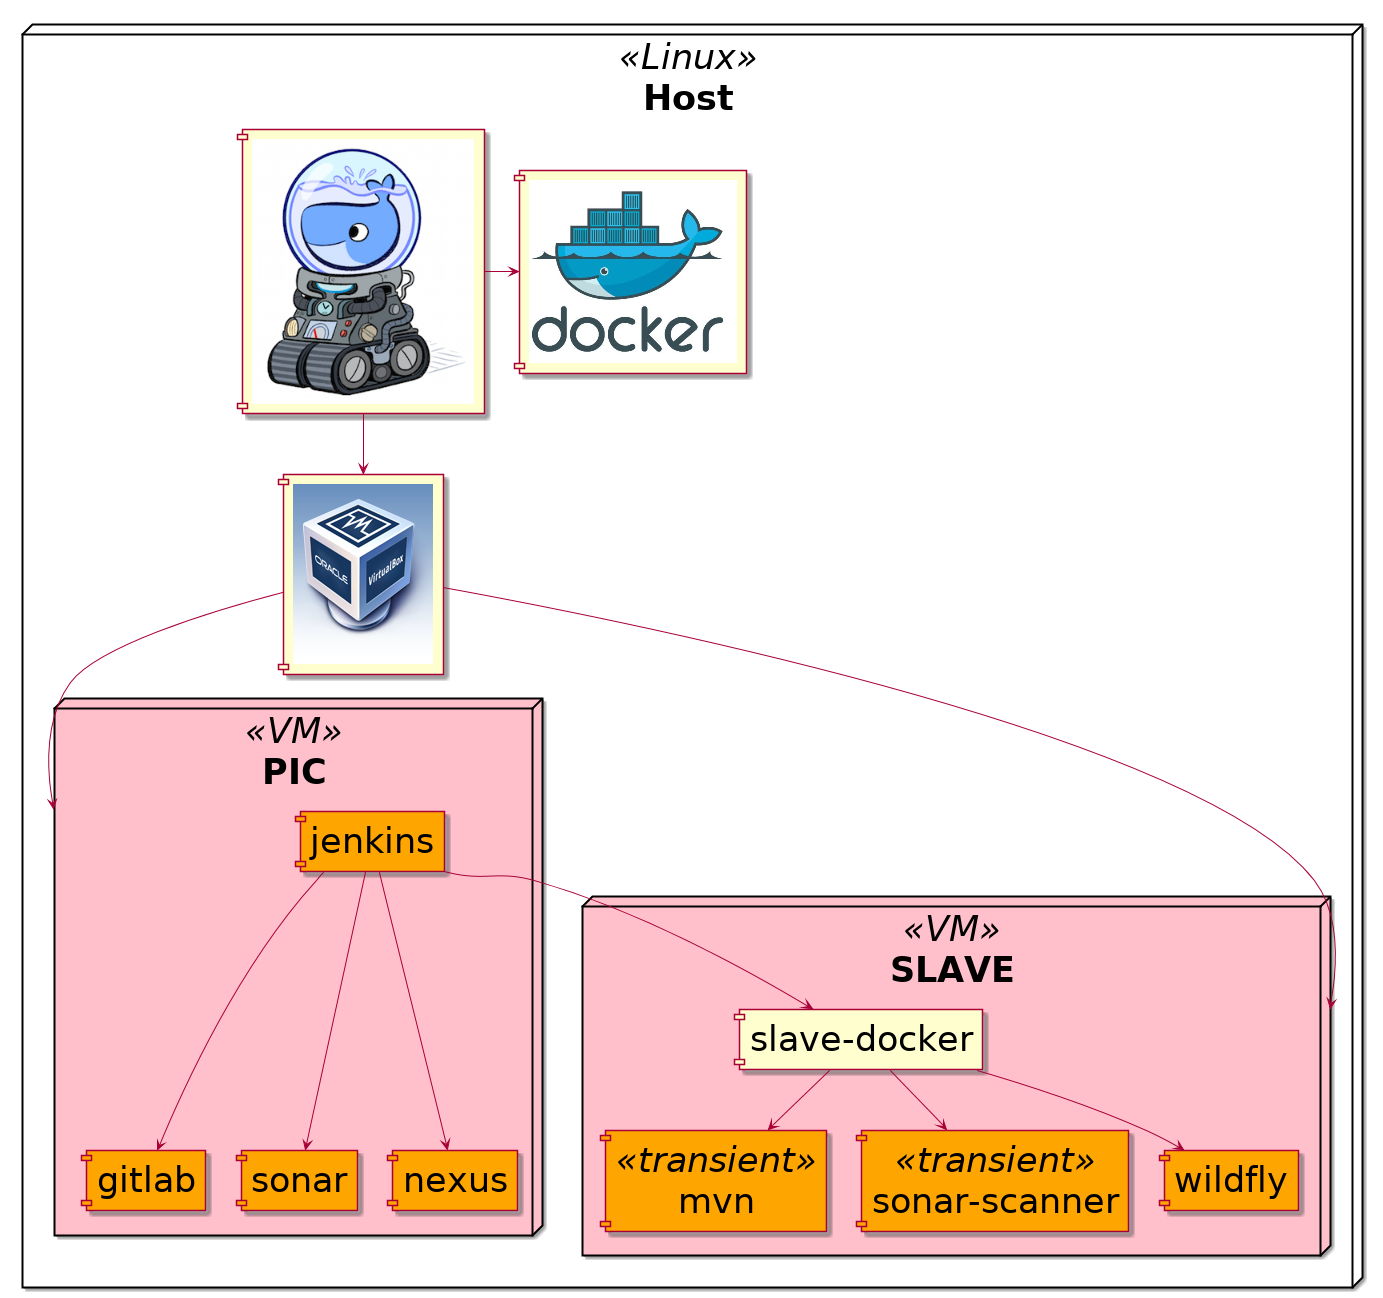 «Linux»
Host
docker
ORACLE
VirtualBox
«VM»
PIC
jenkins
gitlab
sonar
nexus
«VM»
SLAVE
slave-docker
«transient»
mvn
«transient»
sonar-scanner
wildfly